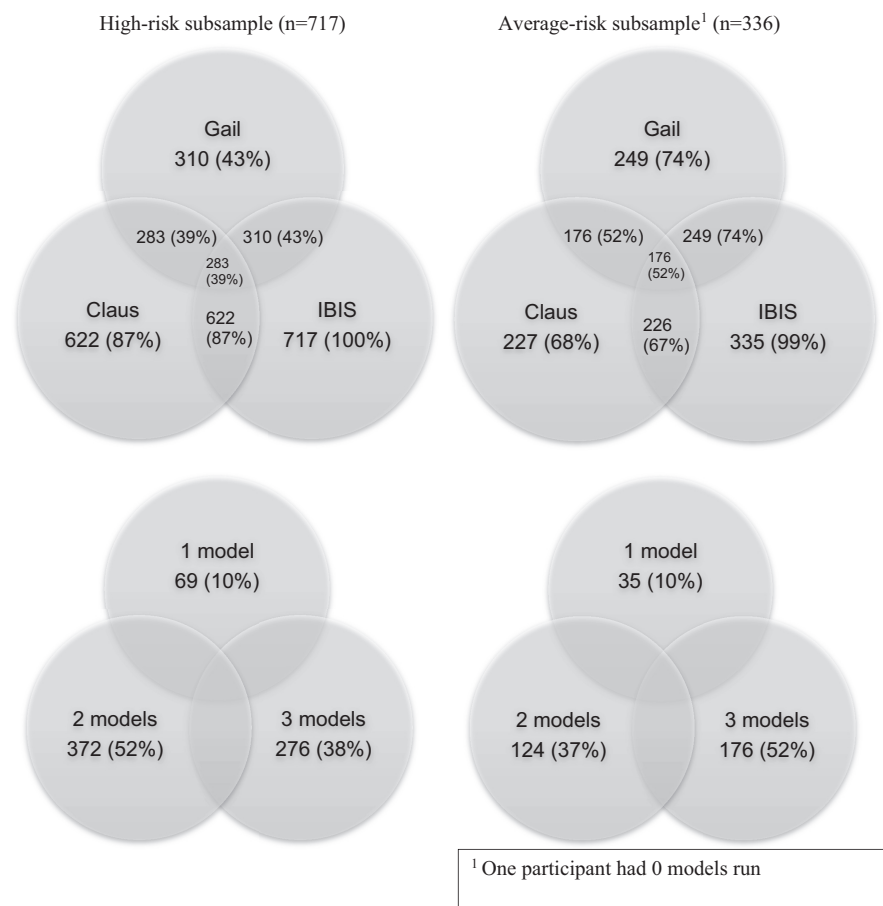 High-risk subsample (n=717)
Average-risk subsample¹ (n=336)
Gail
310 (43%)
283 (39%)
310 (43%)
283
(39%)
Claus
622 (87%)
622
(87%)
IBIS
717 (100%)
Gail
249 (74%)
176 (52%)
249 (74%)
176
(52%)
Claus
227 (68%)
226
(67%)
IBIS
335 (99%)
1 model
69 (10%)
2 models
372 (52%)
3 models
276 (38%)
1 model
35 (10%)
2 models
124 (37%)
3 models
176 (52%)
¹ One participant had 0 models run